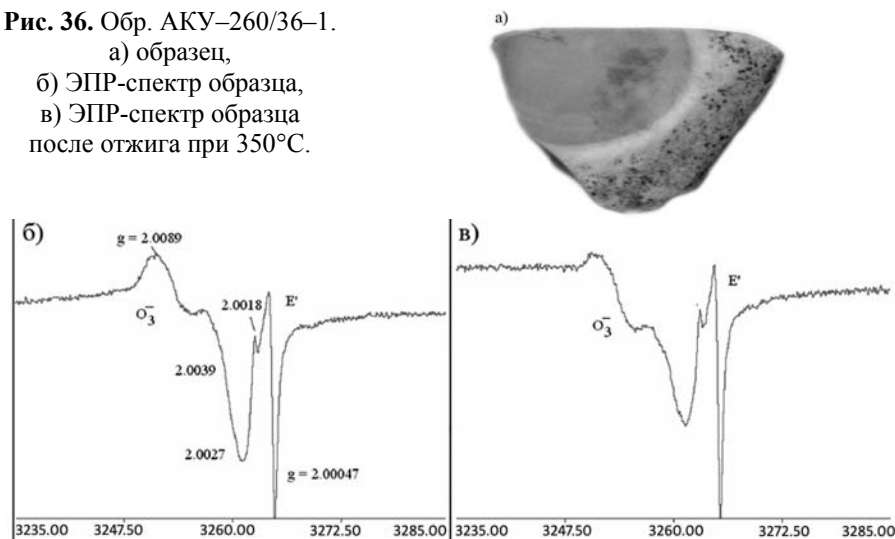 Рис. 36. Обр. АКУ–260/36–1.
а) образец,
б) ЭПР-спектр образца,
в) ЭПР-спектр образца
после отжига при 350°С.
а)
б)
g = 2.0089
O₃⁻
2.0018
E'
2.0039
2.0027
g = 2.00047
3235.00 3247.50 3260.00 3272.50 3285.00
в)
E'
O₃⁻
3235.00 3247.50 3260.00 3272.50 3285.00